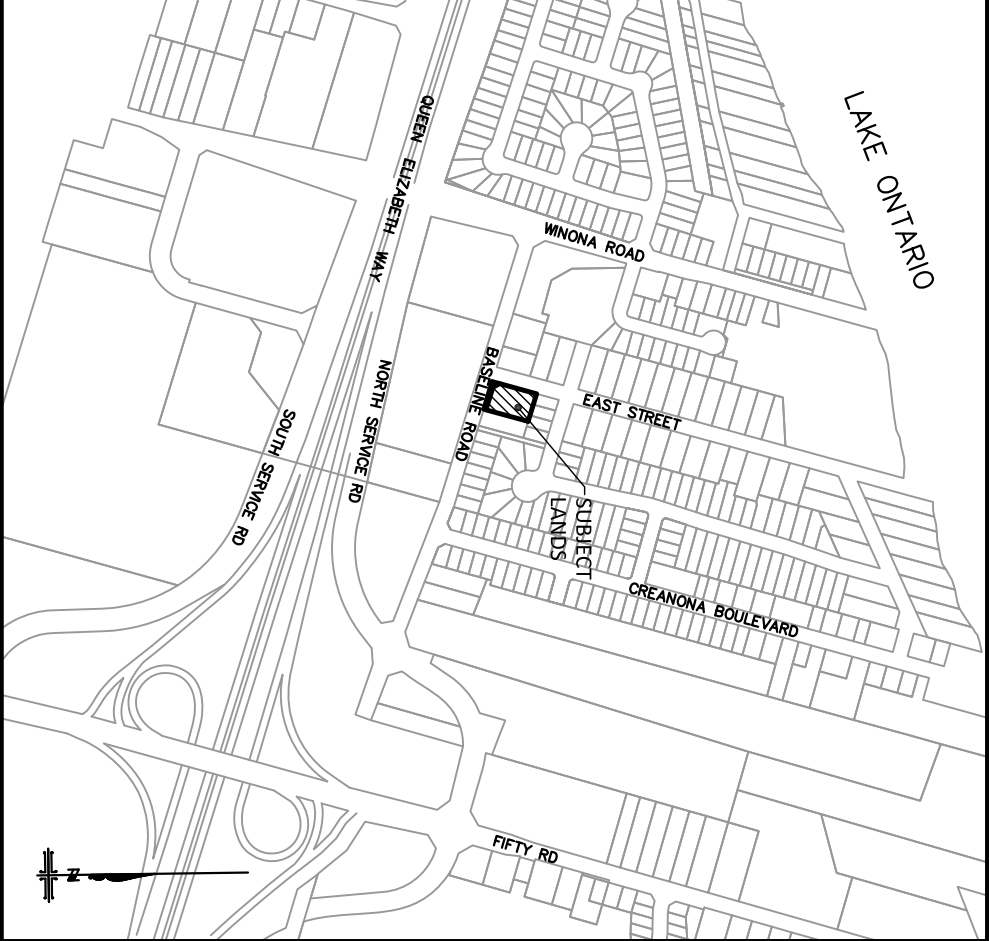 LAKE ONTARIO
QUEEN ELIZABETH WAY
WINONA ROAD
BASELINE ROAD
NORTH SERVICE RD
EAST STREET
SOUTH SERVICE RD
SUBJECT
LANDS
CREANONA BOULEVARD
FIFTY RD
N